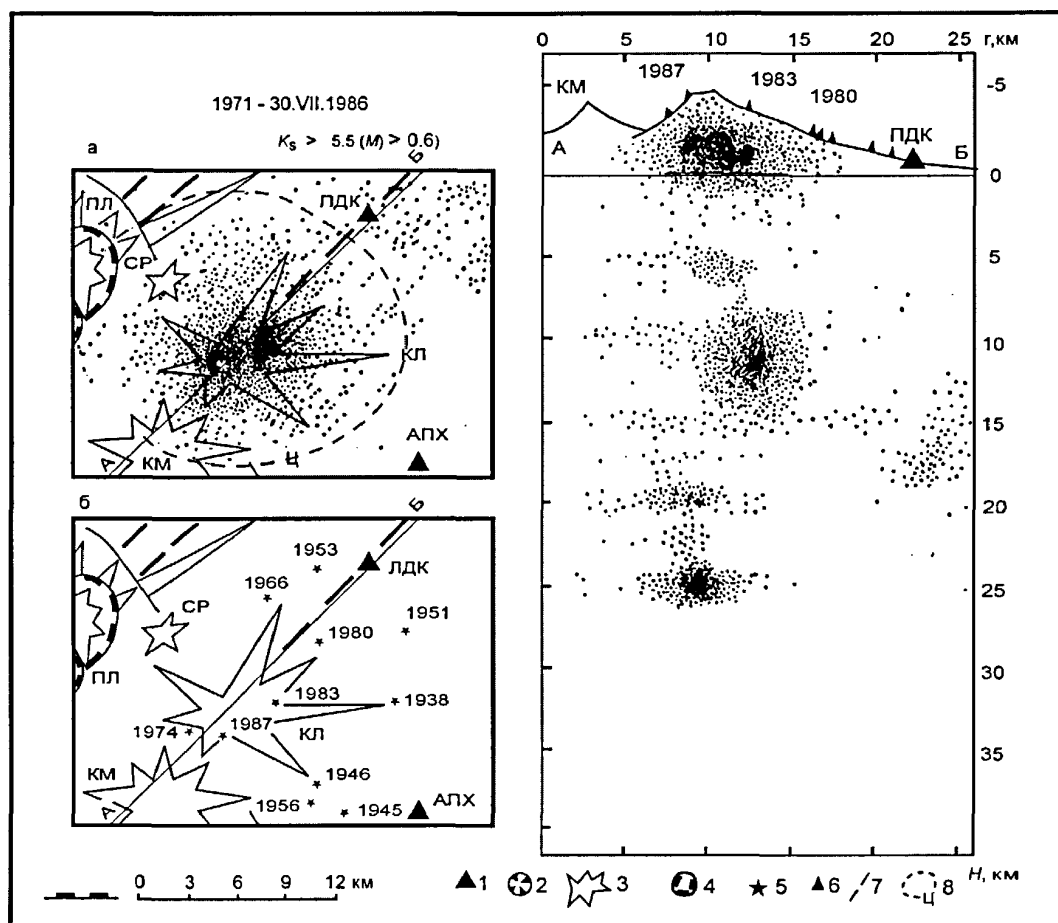 1971 - 30.VII.1986
Ks > 5.5 (M) > 0.6)
а
Б
ПЛ
ПДК
СР
КЛ
АПХ
А
КМ
Ц
б
Б
1953
ЛДК
1966
СР
1951
1980
ПЛ
1983
1938
1974
1987
КЛ
КМ
1946
А
1956
1945
АПХ
0 5 10 15 20 25 r,км
1987
1983
1980
КМ
ПДК
А
Б
-5
0
5
10
15
20
25
30
35
Н, км
0 3 6 9 12 км
1 2 3 4 5 6 7 8
Ц